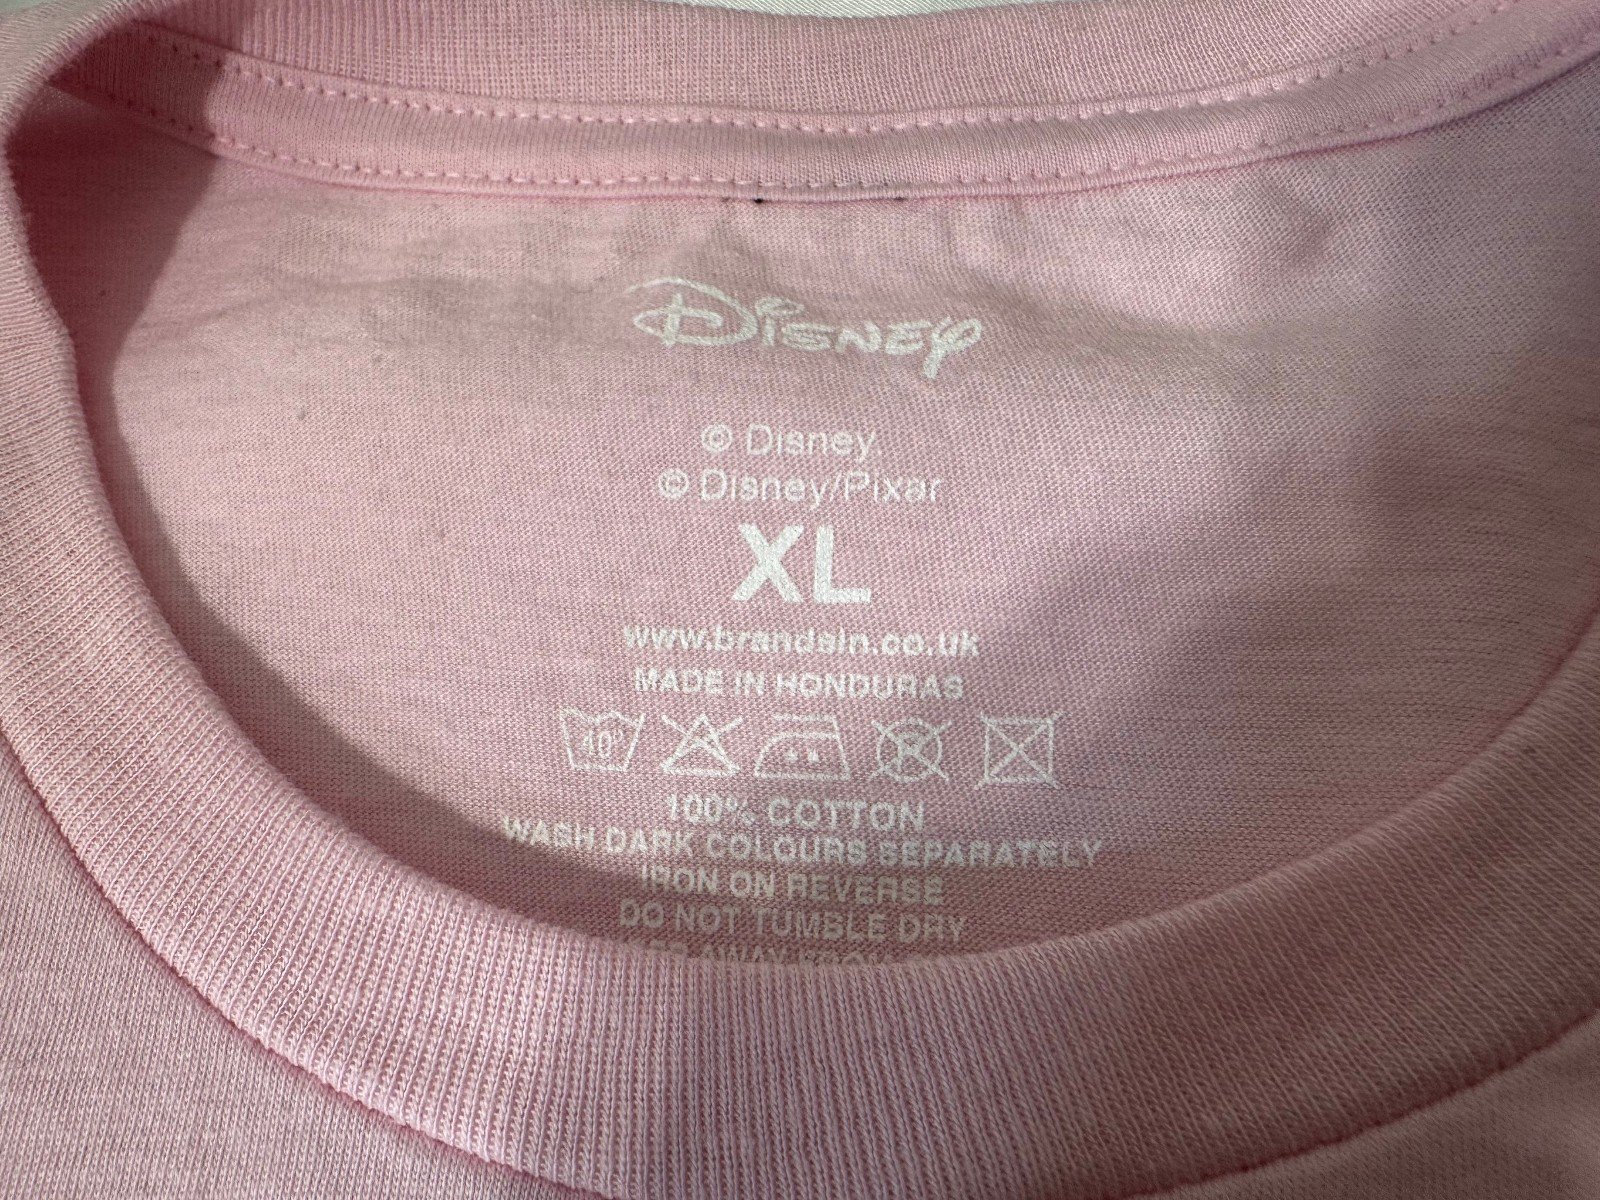 Disney
© Disney.
© Disney/Pixar
XL
www.brandsin.co.uk
MADE IN HONDURAS
40°
100% COTTON
WASH DARK COLOURS SEPARATELY
IRON ON REVERSE
DO NOT TUMBLE DRY
AWAY